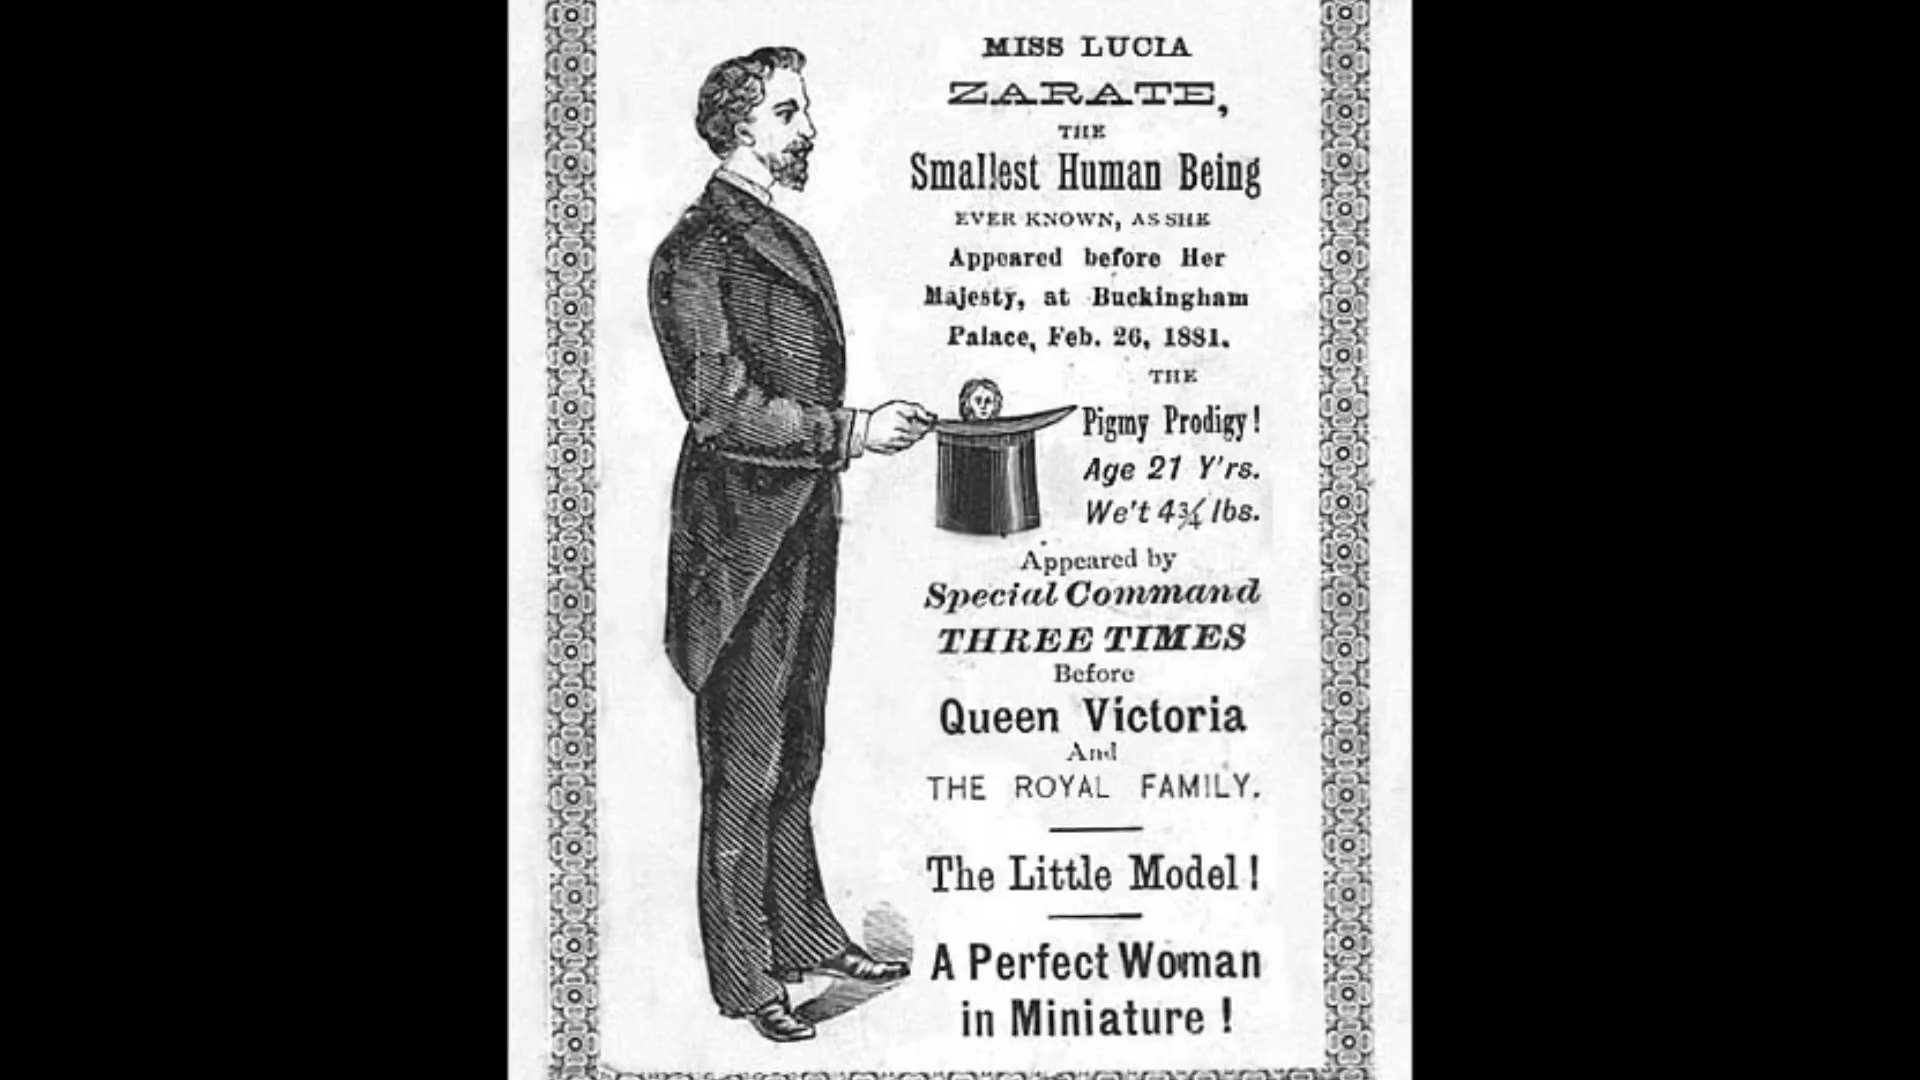 MISS LUCIA
ZARATE,
THE
Smallest Human Being
EVER KNOWN, AS SHE
Appeared before Her
Majesty, at Buckingham
Palace, Feb. 26, 1881.
THE
Pigmy Prodigy!
Age 21 Y'rs.
We't 4¾ lbs.
Appeared by
Special Command
THREE TIMES
Before
Queen Victoria
And
THE ROYAL FAMILY.
The Little Model!
A Perfect Woman
in Miniature!